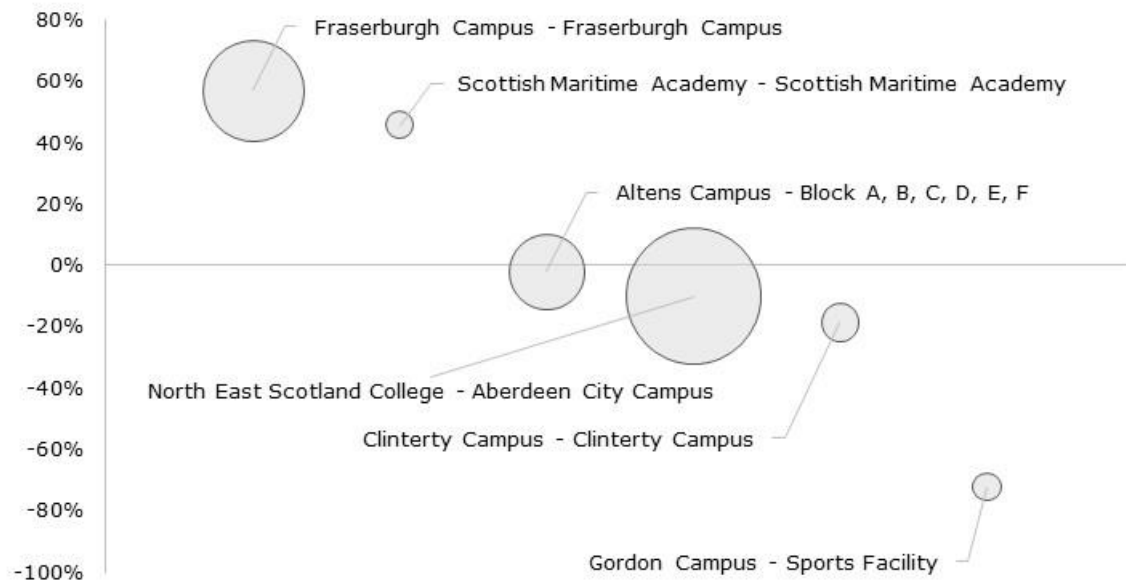 80%
Fraserburgh Campus - Fraserburgh Campus
60%
Scottish Maritime Academy - Scottish Maritime Academy
40%
20%
Altens Campus - Block A, B, C, D, E, F
0%
-20%
-40%
North East Scotland College - Aberdeen City Campus
Clinterty Campus - Clinterty Campus
-60%
-80%
Gordon Campus - Sports Facility
-100%